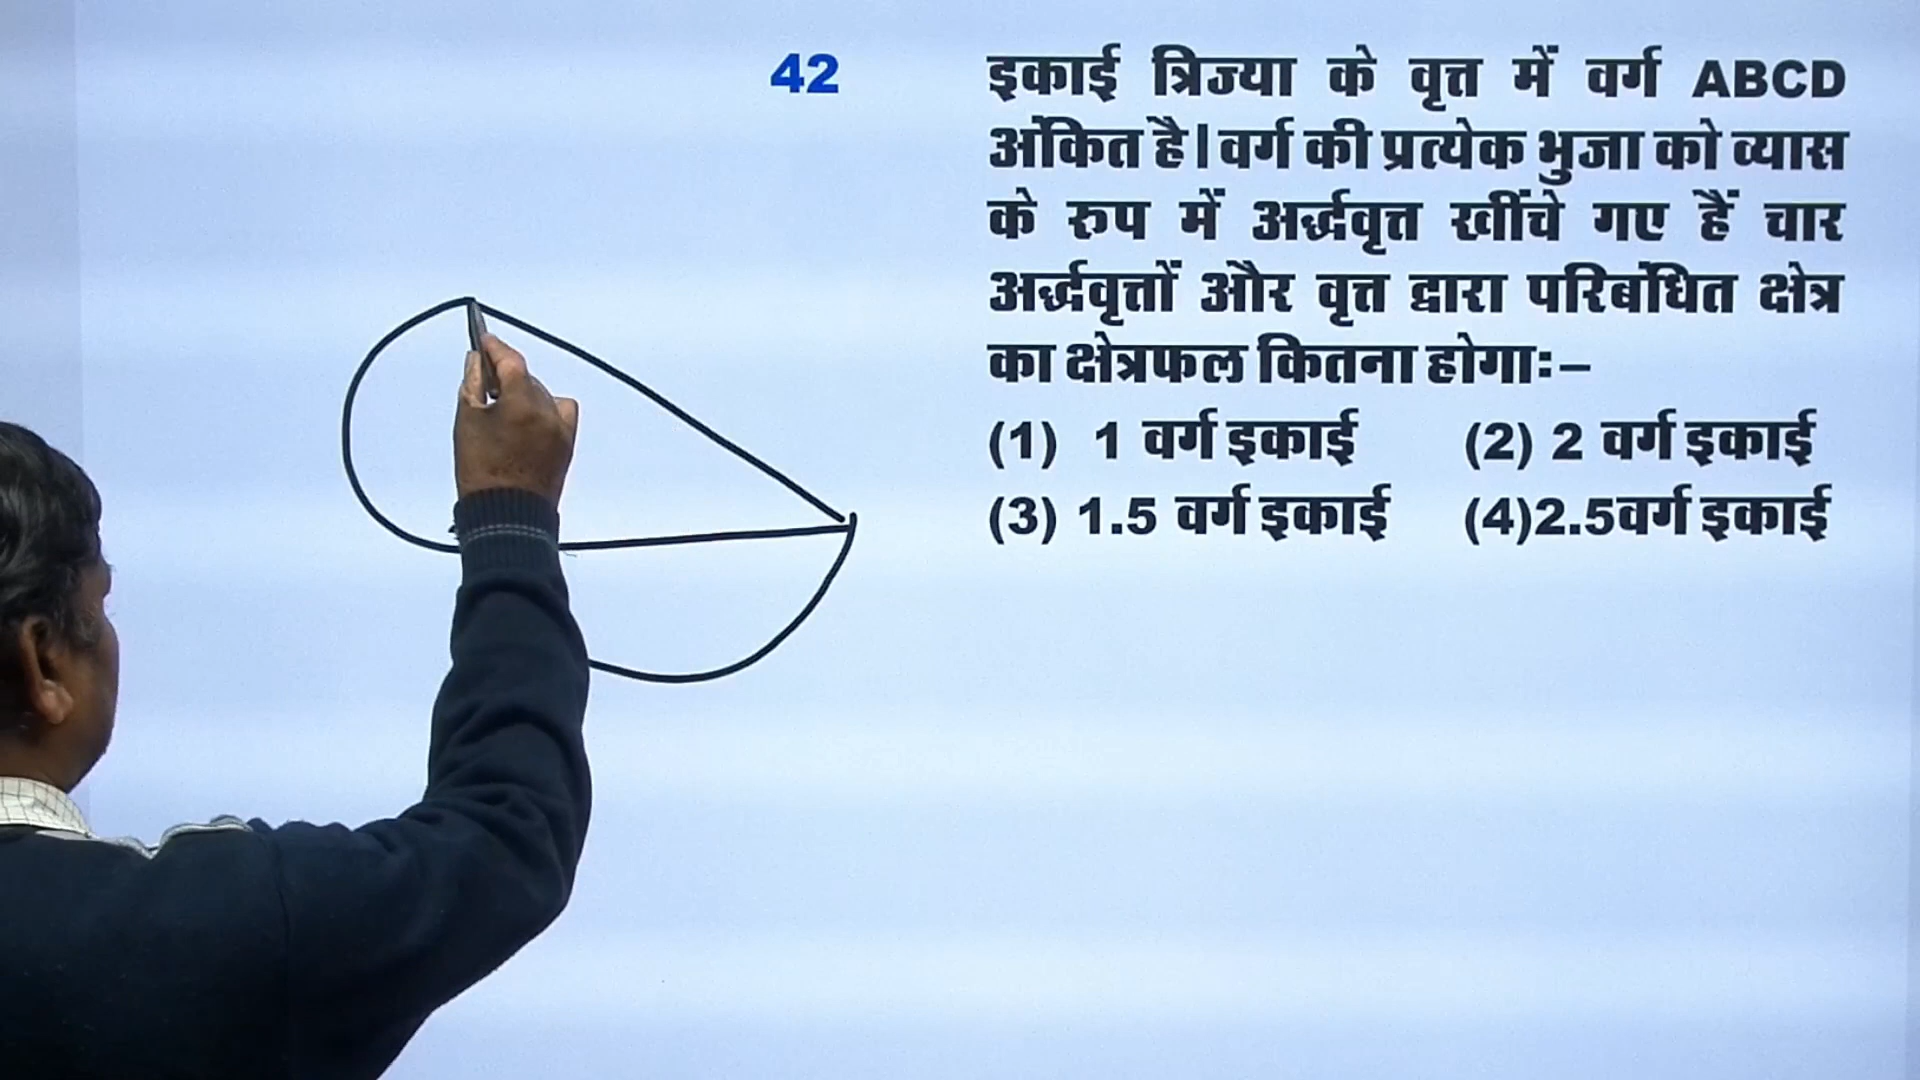 42
इकाई त्रिज्या के वृत्त में वर्ग ABCD
अंकित है। वर्ग की प्रत्येक भुजा को व्यास
के रूप में अर्द्धवृत्त खींचे गए हैं चार
अर्द्धवृत्तों और वृत्त द्वारा परिबंधित क्षेत्र
का क्षेत्रफल कितना होगाः–
(1) 1 वर्ग इकाई (2) 2 वर्ग इकाई
(3) 1.5 वर्ग इकाई (4)2.5वर्ग इकाई